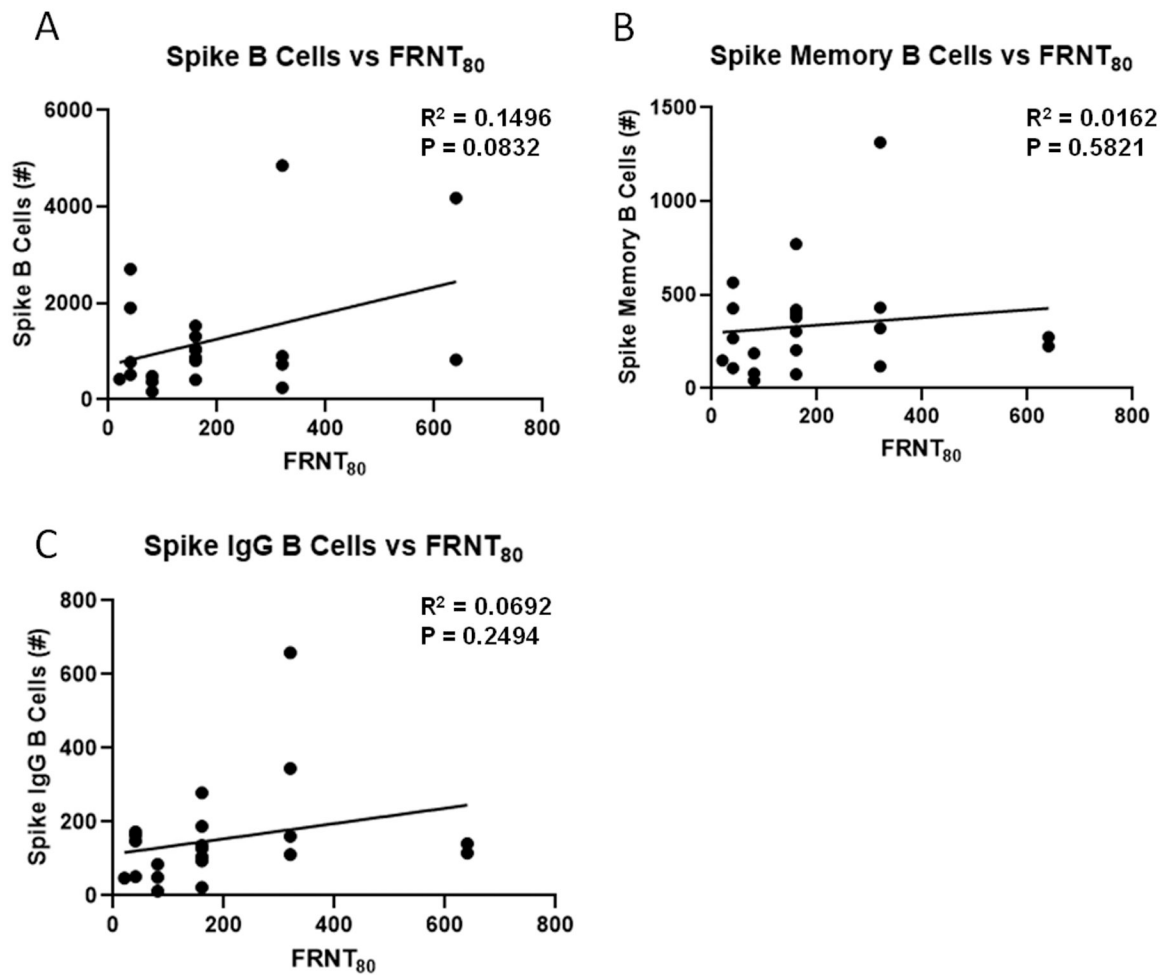 A
Spike B Cells vs FRNT₈₀
R² = 0.1496
P = 0.0832
Spike B Cells (#)
6000
4000
2000
0
0 200 400 600 800
FRNT₈₀
B
Spike Memory B Cells vs FRNT₈₀
R² = 0.0162
P = 0.5821
Spike Memory B Cells (#)
1500
1000
500
0
0 200 400 600 800
FRNT₈₀
C
Spike IgG B Cells vs FRNT₈₀
R² = 0.0692
P = 0.2494
Spike IgG B Cells (#)
800
600
400
200
0
0 200 400 600 800
FRNT₈₀